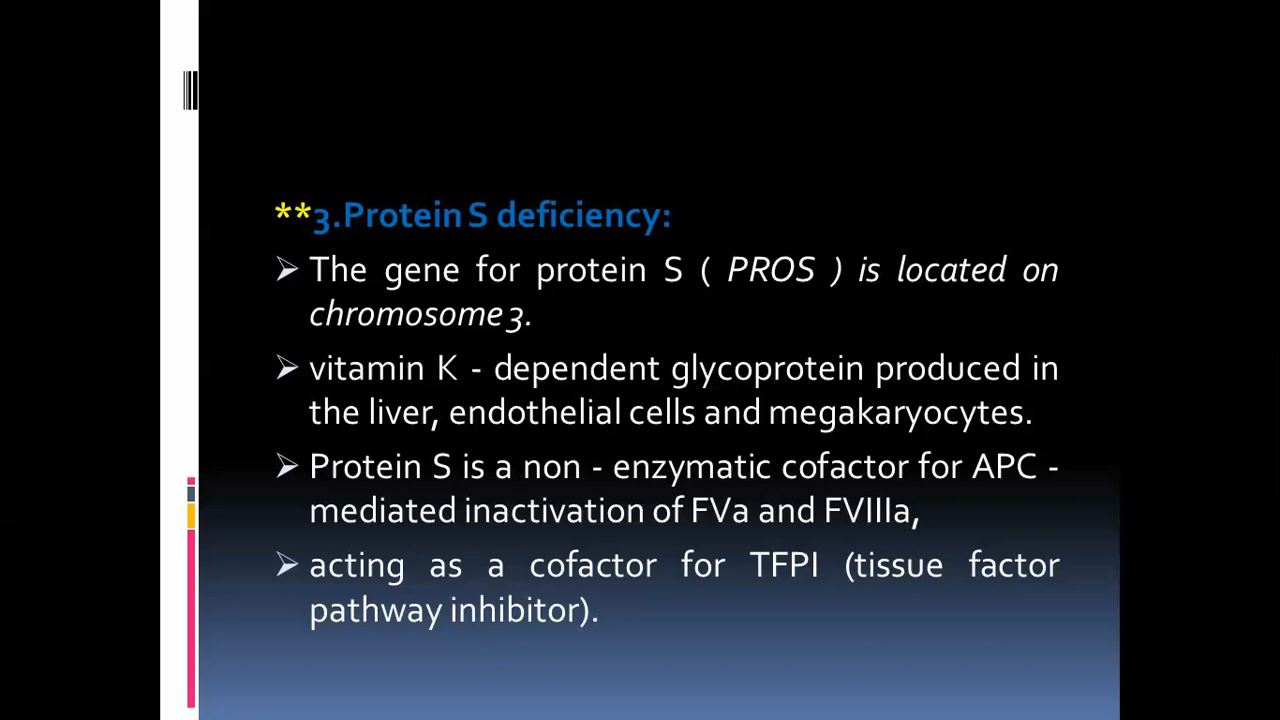 **3.Protein S deficiency:
➢ The gene for protein S ( PROS ) is located on
chromosome 3.
➢ vitamin K - dependent glycoprotein produced in
the liver, endothelial cells and megakaryocytes.
➢ Protein S is a non - enzymatic cofactor for APC -
mediated inactivation of FVa and FVIIIa,
➢ acting as a cofactor for TFPI (tissue factor
pathway inhibitor).